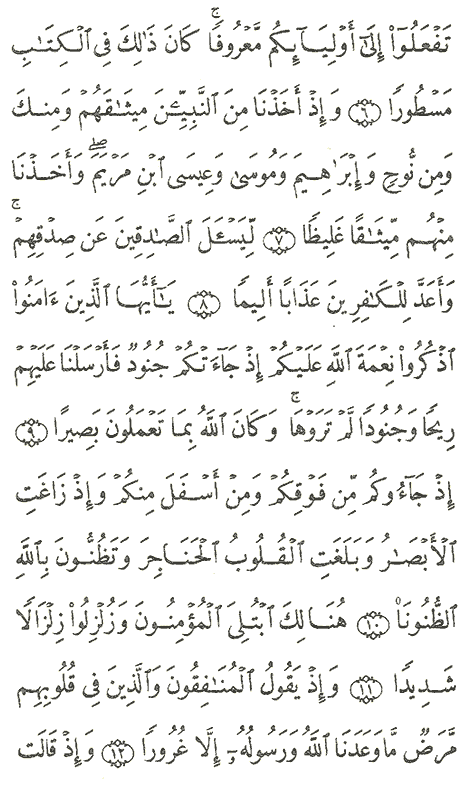 تَفْعَلُوٓا۟ إِلَىٰٓ أَوْلِيَآئِكُم مَّعْرُوفًا ۚ كَانَ ذَٰلِكَ فِى ٱلْكِتَٰبِ
مَسْطُورًا ٦ وَإِذْ أَخَذْنَا مِنَ ٱلنَّبِيِّۦنَ مِيثَٰقَهُمْ وَمِنكَ
وَمِن نُّوحٍ وَإِبْرَٰهِيمَ وَمُوسَىٰ وَعِيسَى ٱبْنِ مَرْيَمَ ۖ وَأَخَذْنَا
مِنْهُم مِّيثَٰقًا غَلِيظًا ٧ لِّيَسْـَٔلَ ٱلصَّٰدِقِينَ عَن صِدْقِهِمْ ۚ
وَأَعَدَّ لِلْكَٰفِرِينَ عَذَابًا أَلِيمًا ٨ يَٰٓأَيُّهَا ٱلَّذِينَ ءَامَنُوا۟
ٱذْكُرُوا۟ نِعْمَةَ ٱللَّهِ عَلَيْكُمْ إِذْ جَآءَتْكُمْ جُنُودٌ فَأَرْسَلْنَا عَلَيْهِمْ
رِيحًا وَجُنُودًا لَّمْ تَرَوْهَا ۚ وَكَانَ ٱللَّهُ بِمَا تَعْمَلُونَ بَصِيرًا ٩
إِذْ جَآءُوكُم مِّن فَوْقِكُمْ وَمِنْ أَسْفَلَ مِنكُمْ وَإِذْ زَاغَتِ
ٱلْأَبْصَٰرُ وَبَلَغَتِ ٱلْقُلُوبُ ٱلْحَنَاجِرَ وَتَظُنُّونَ بِٱللَّهِ
ٱلظُّنُونَا۠ ١٠ هُنَالِكَ ٱبْتُلِىَ ٱلْمُؤْمِنُونَ وَزُلْزِلُوا۟ زِلْزَالًا
شَدِيدًا ١١ وَإِذْ يَقُولُ ٱلْمُنَٰفِقُونَ وَٱلَّذِينَ فِى قُلُوبِهِم
مَّرَضٌ مَّا وَعَدَنَا ٱللَّهُ وَرَسُولُهُۥٓ إِلَّا غُرُورًا ١٢ وَإِذْ قَالَت